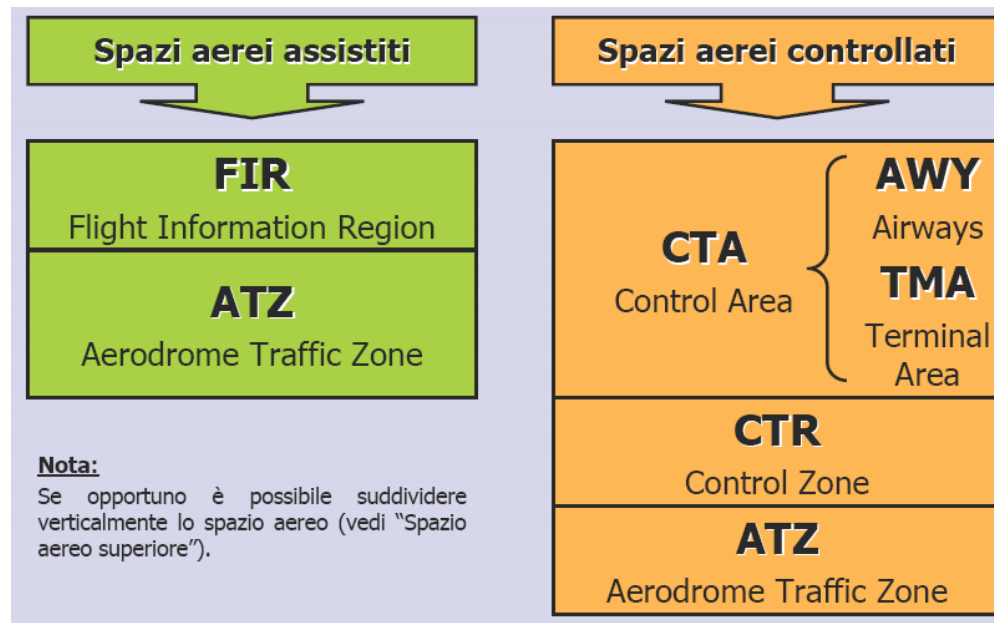 Spazi aerei assistiti
FIR
Flight Information Region
ATZ
Aerodrome Traffic Zone
Nota:
Se opportuno è possibile suddividere
verticalmente lo spazio aereo (vedi “Spazio
aereo superiore”).
Spazi aerei controllati
CTA
Control Area
AWY
Airways
TMA
Terminal
Area
CTR
Control Zone
ATZ
Aerodrome Traffic Zone